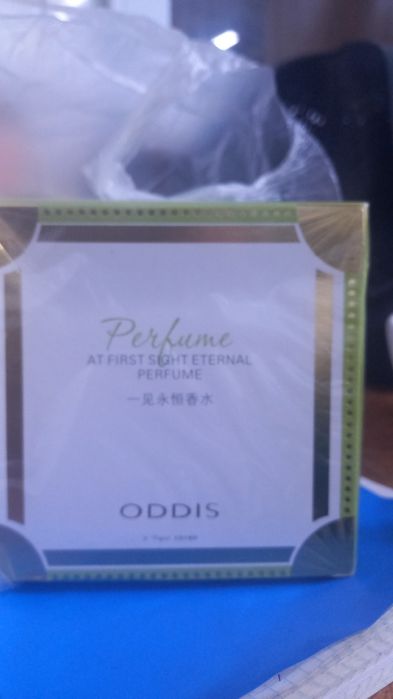 Perfume
AT FIRST SIGHT ETERNAL
PERFUME
一见永恒香水
ODDIS